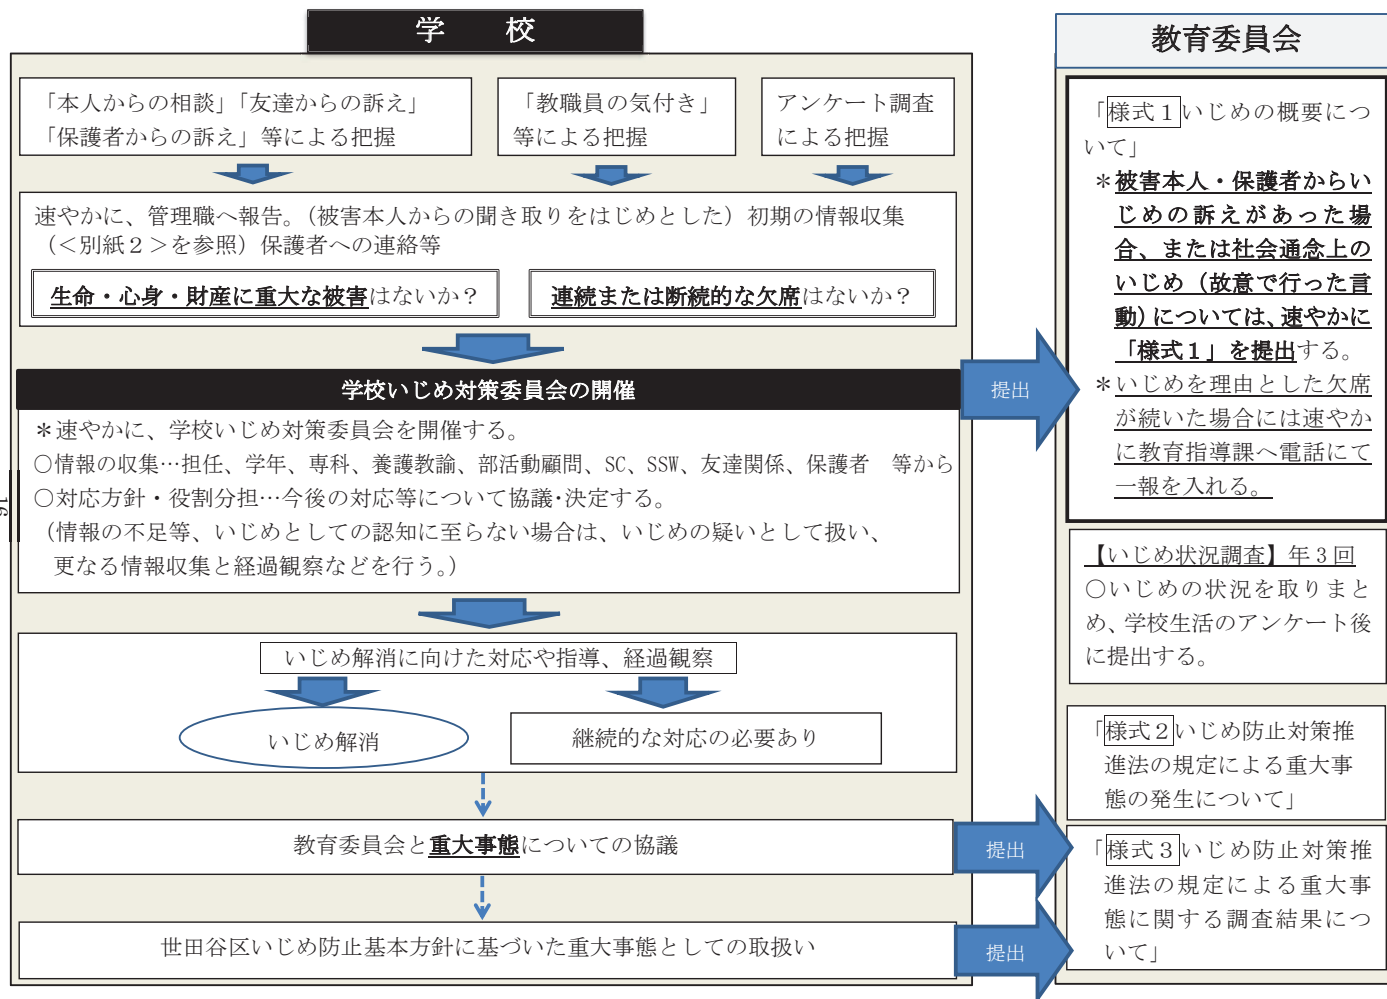 学　校
「本人からの相談」「友達からの訴え」
「保護者からの訴え」等による把握
「教職員の気付き」
等による把握
アンケート調査
による把握
速やかに、管理職へ報告。（被害本人からの聞き取りをはじめとした）初期の情報収集
（＜別紙２＞を参照）保護者への連絡等
生命・心身・財産に重大な被害はないか？
連続または断続的な欠席はないか？
学校いじめ対策委員会の開催
＊速やかに、学校いじめ対策委員会を開催する。
○情報の収集…担任、学年、専科、養護教諭、部活動顧問、SC、SSW、友達関係、保護者　等から
○対応方針・役割分担…今後の対応等について協議・決定する。
（情報の不足等、いじめとしての認知に至らない場合は、いじめの疑いとして扱い、
更なる情報収集と経過観察などを行う。）
いじめ解消に向けた対応や指導、経過観察
いじめ解消
継続的な対応の必要あり
教育委員会と重大事態についての協議
世田谷区いじめ防止基本方針に基づいた重大事態としての取扱い
提出
提出
提出
教育委員会
「様式１いじめの概要につ
いて」
＊被害本人・保護者からい
じめの訴えがあった場
合、または社会通念上の
いじめ（故意で行った言
動）については、速やかに
「様式１」を提出する。
＊いじめを理由とした欠席
が続いた場合には速やか
に教育指導課へ電話にて
一報を入れる。
【いじめ状況調査】年３回
○いじめの状況を取りまと
め、学校生活のアンケート後
に提出する。
「様式２いじめ防止対策推
進法の規定による重大事
態の発生について」
「様式３いじめ防止対策推
進法の規定による重大事
態に関する調査結果につ
いて」